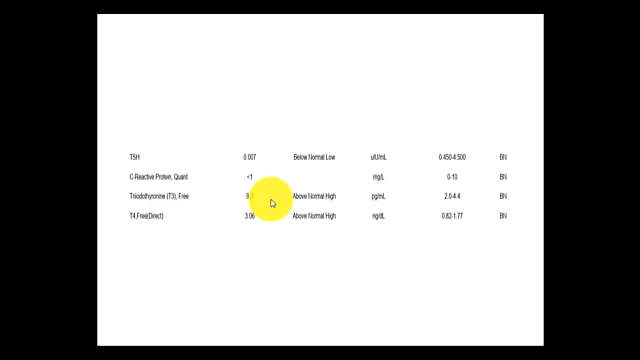 TSH 0.007 Below Normal Low uIU/mL 0.450-4.500 BN
C-Reactive Protein, Quant <1 mg/L 0-10 BN
Triiodothyronine (T3), Free Above Normal High pg/mL 2.0-4.4 BN
T4,Free(Direct) 3.06 Above Normal High ng/dL 0.82-1.77 BN